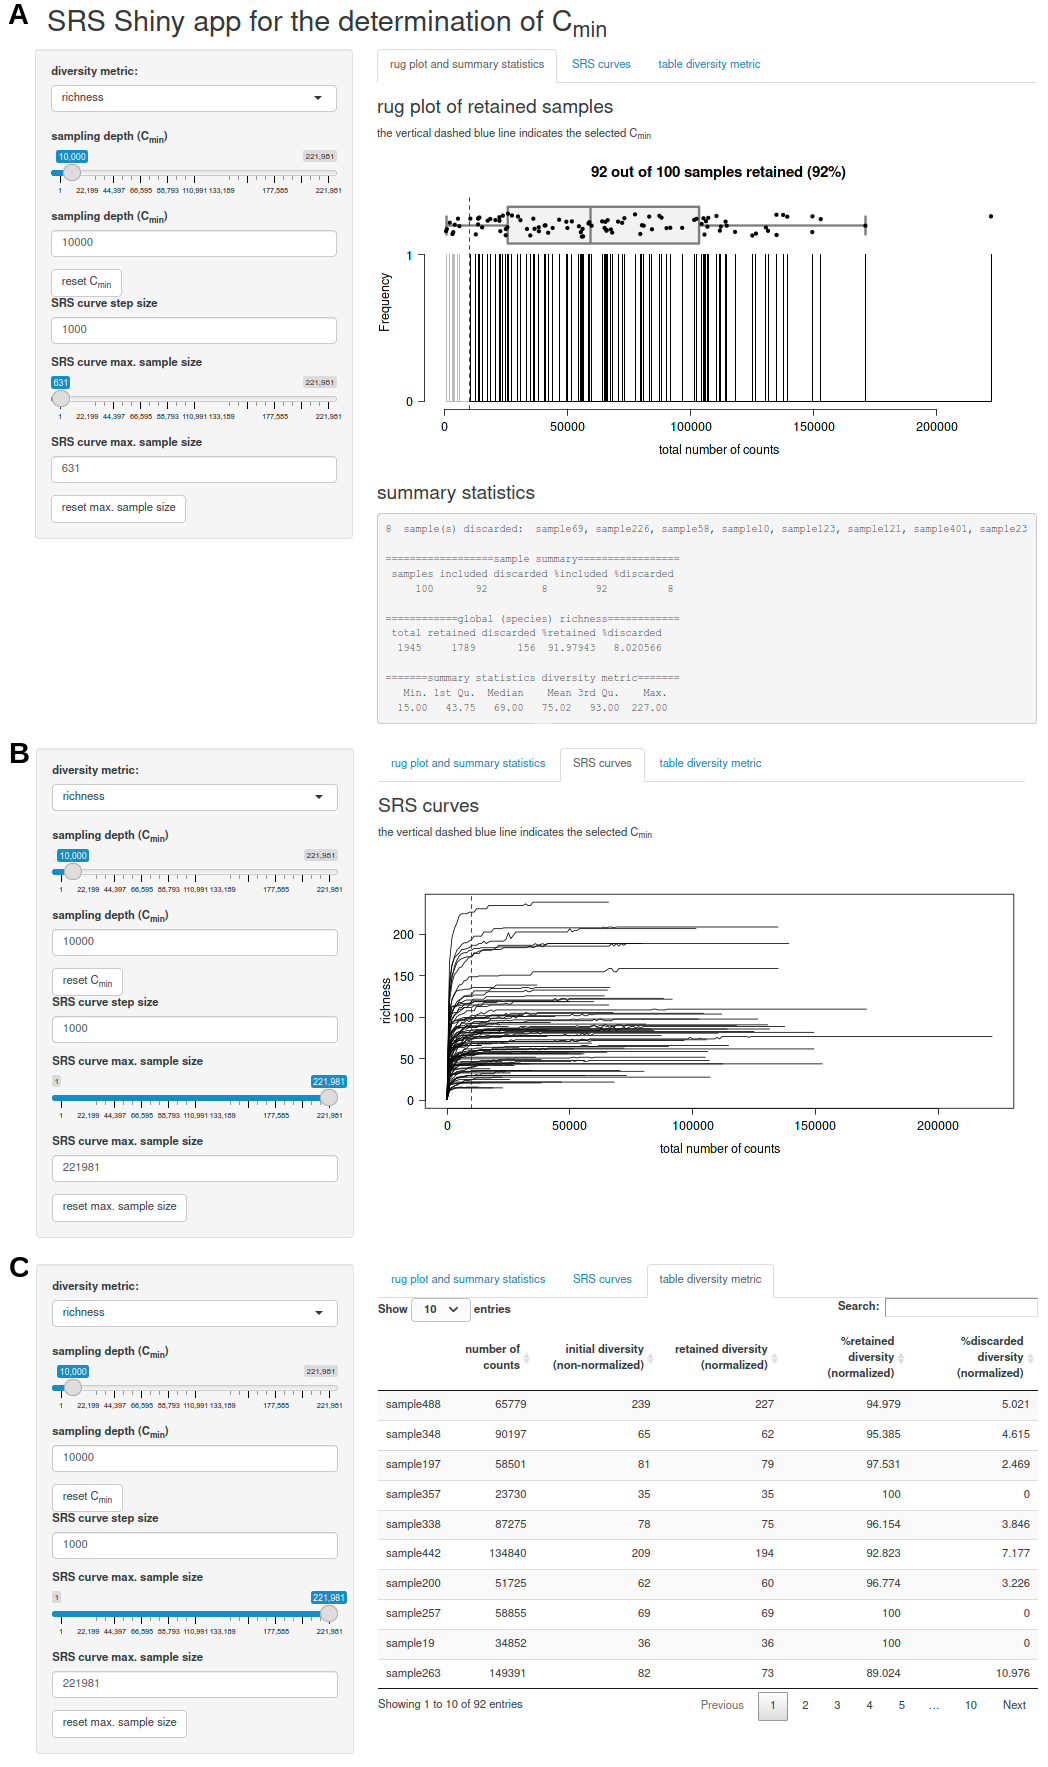 A
SRS Shiny app for the determination of Cmin
diversity metric:
richness
sampling depth (Cmin)
10,000 221,981
1 22,199 44,397 66,595 88,793 110,991 133,189 177,585 221,981
sampling depth (Cmin)
10000
reset Cmin
SRS curve step size
1000
SRS curve max. sample size
631 221,981
1 22,199 44,397 66,595 88,793 110,991 133,189 177,585 221,981
SRS curve max. sample size
631
reset max. sample size
rug plot and summary statistics SRS curves table diversity metric
rug plot of retained samples
the vertical dashed blue line indicates the selected Cmin
92 out of 100 samples retained (92%)
Frequency
1
0
0 50000 100000 150000 200000
total number of counts
summary statistics
8 sample(s) discarded: sample69, sample226, sample58, sample10, sample123, sample121, sample401, sample23
==================sample summary=================
samples included discarded %included %discarded
100 92 8 92 8
============global (species) richness============
total retained discarded %retained %discarded
1945 1789 156 91.97943 8.020566
=======summary statistics diversity metric=======
Min. 1st Qu. Median Mean 3rd Qu. Max.
15.00 43.75 69.00 75.02 93.00 227.00
B
diversity metric:
richness
sampling depth (Cmin)
10,000 221,981
1 22,199 44,397 66,595 88,793 110,991 133,189 177,585 221,981
sampling depth (Cmin)
10000
reset Cmin
SRS curve step size
1000
SRS curve max. sample size
1 221,981
1 22,199 44,397 66,595 88,793 110,991 133,189 177,585 221,981
SRS curve max. sample size
221981
reset max. sample size
rug plot and summary statistics SRS curves table diversity metric
SRS curves
the vertical dashed blue line indicates the selected Cmin
richness
200
150
100
50
0
0 50000 100000 150000 200000
total number of counts
C
diversity metric:
richness
sampling depth (Cmin)
10,000 221,981
1 22,199 44,397 66,595 88,793 110,991 133,189 177,585 221,981
sampling depth (Cmin)
10000
reset Cmin
SRS curve step size
1000
SRS curve max. sample size
1 221,981
1 22,199 44,397 66,595 88,793 110,991 133,189 177,585 221,981
SRS curve max. sample size
221981
reset max. sample size
rug plot and summary statistics SRS curves table diversity metric
Show 10 entries Search:
number of counts initial diversity (non-normalized) retained diversity (normalized) %retained diversity (normalized) %discarded diversity (normalized)
sample488 65779 239 227 94.979 5.021
sample348 90197 65 62 95.385 4.615
sample197 58501 81 79 97.531 2.469
sample357 23730 35 35 100 0
sample338 87275 78 75 96.154 3.846
sample442 134840 209 194 92.823 7.177
sample200 51725 62 60 96.774 3.226
sample257 58855 69 69 100 0
sample19 34852 36 36 100 0
sample263 149391 82 73 89.024 10.976
Showing 1 to 10 of 92 entries Previous 1 2 3 4 5 ... 10 Next